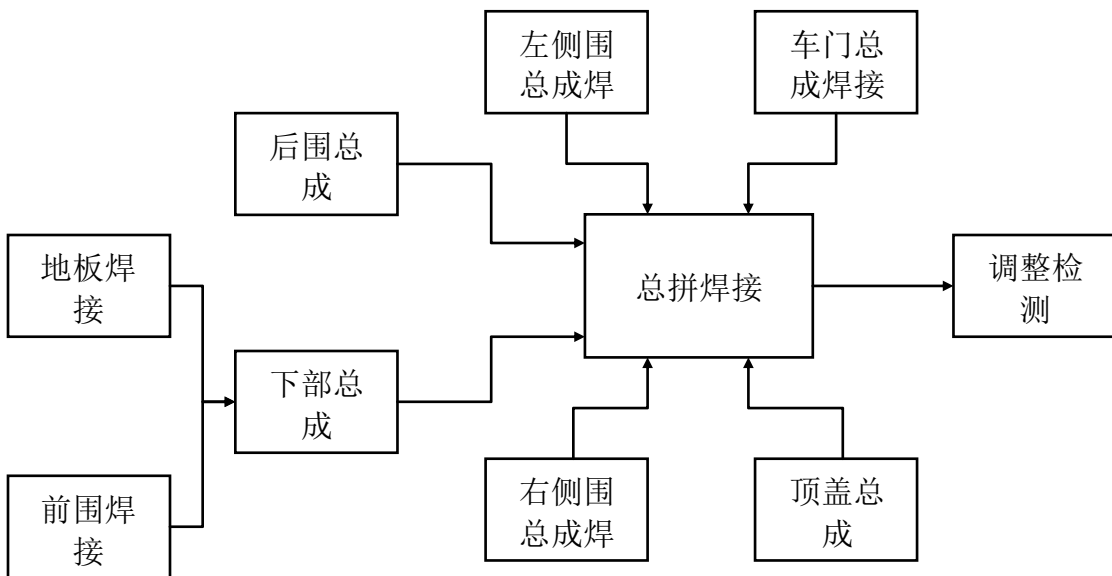 左侧围
总成焊
车门总
成焊接
后围总
成
地板焊
接
总拼焊接
调整检
测
下部总
成
前围焊
接
右侧围
总成焊
顶盖总
成